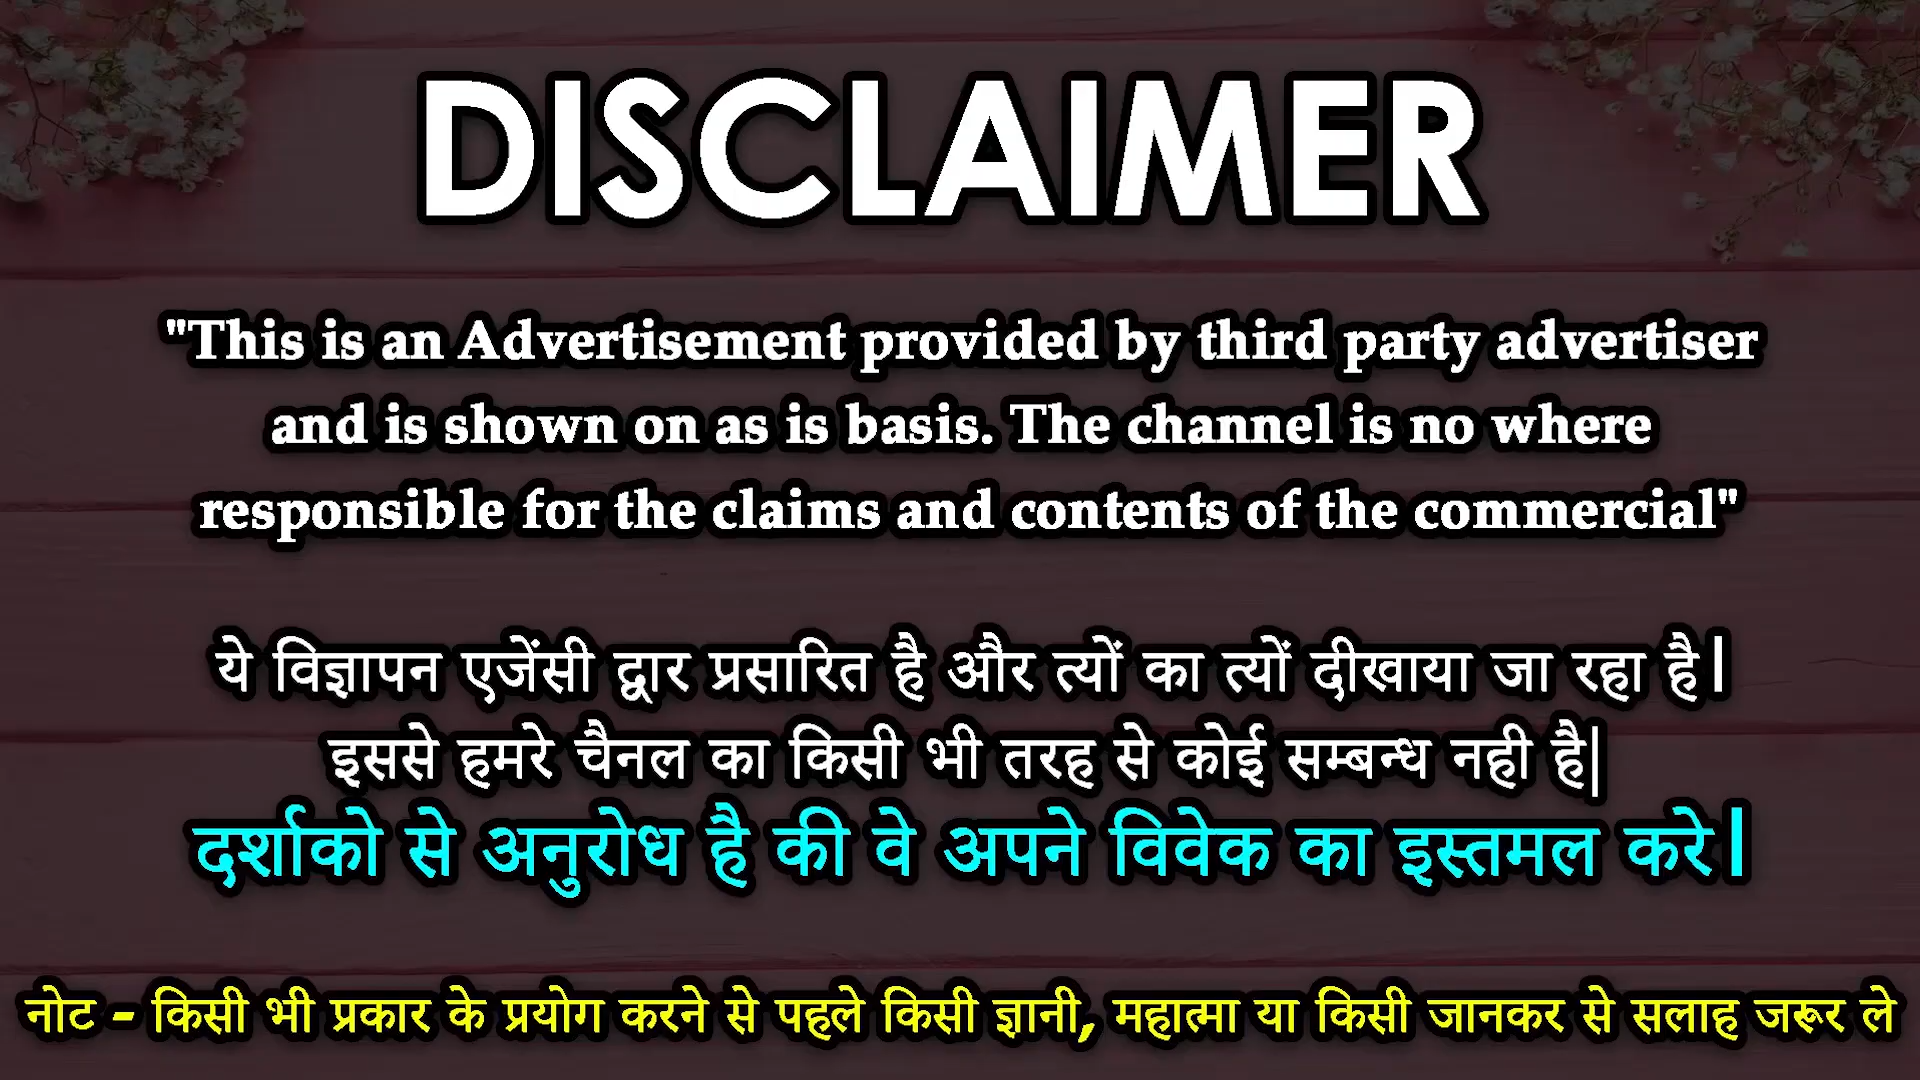 DISCLAIMER
"This is an Advertisement provided by third party advertiser
and is shown on as is basis. The channel is no where
responsible for the claims and contents of the commercial"
ये विज्ञापन एजेंसी द्वार प्रसारित है और त्यों का त्यों दीखाया जा रहा है|
इससे हमरे चैनल का किसी भी तरह से कोई सम्बन्ध नही है|
दर्शाको से अनुरोध है की वे अपने विवेक का इस्तमल करे|
नोट - किसी भी प्रकार के प्रयोग करने से पहले किसी ज्ञानी, महात्मा या किसी जानकर से सलाह जरूर ले